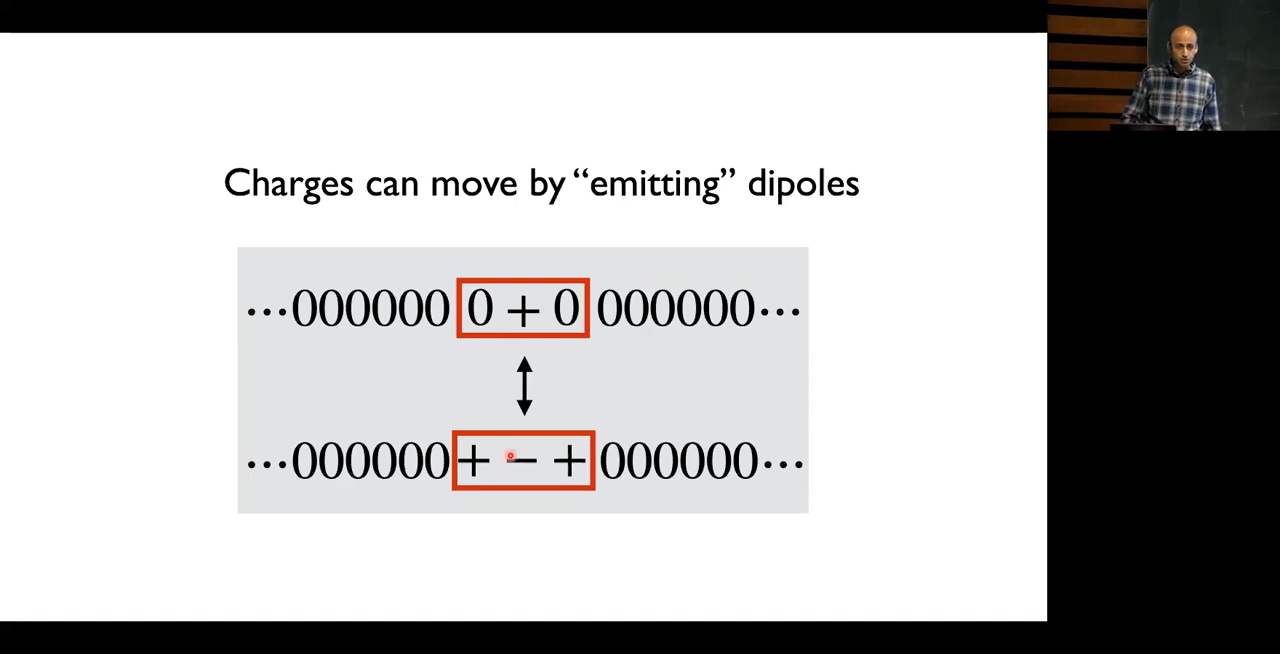 Charges can move by “emitting” dipoles
⋯000000 0 + 0 000000⋯
⋯000000 + − + 000000⋯